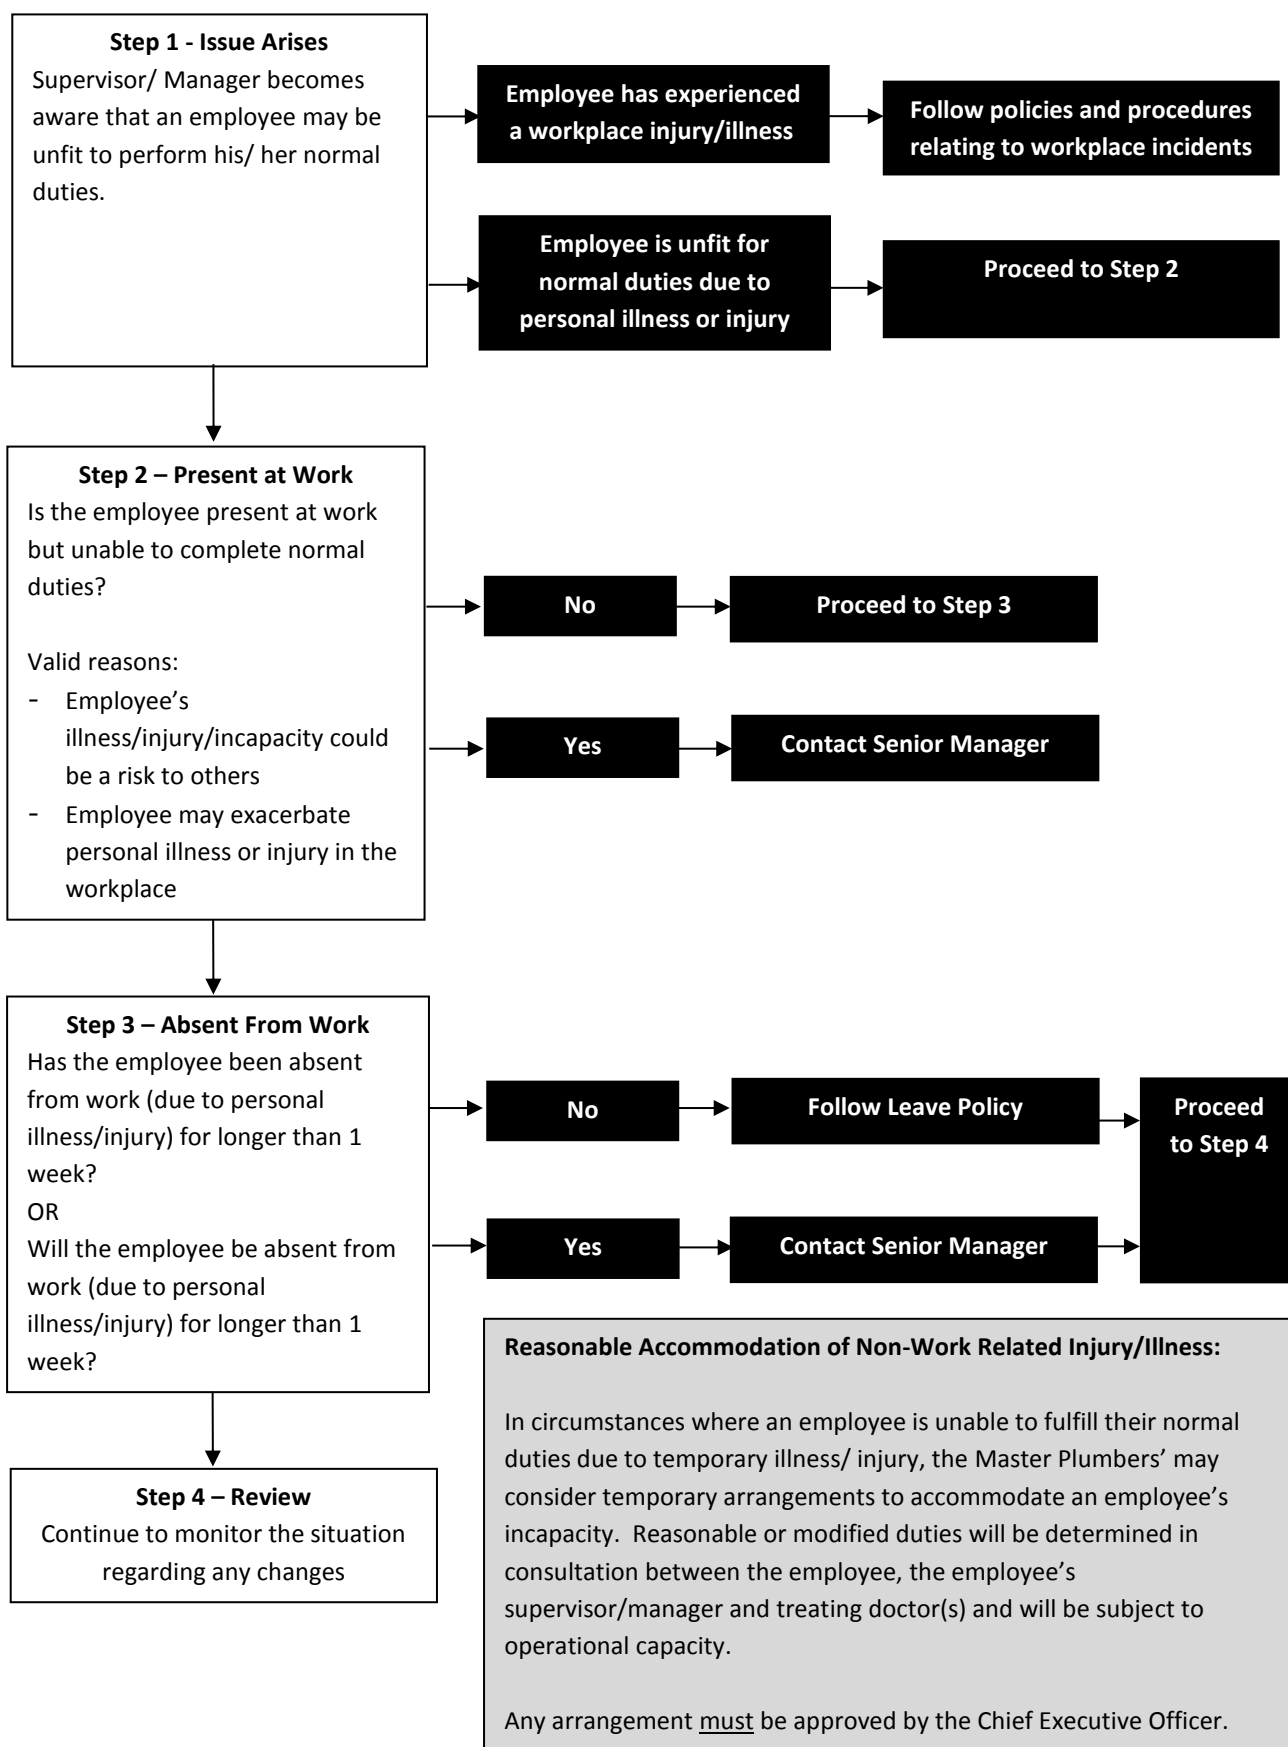 Step 1 - Issue Arises
Supervisor/ Manager becomes
aware that an employee may be
unfit to perform his/ her normal
duties.
Employee has experienced
a workplace injury/illness
Follow policies and procedures
relating to workplace incidents
Employee is unfit for
normal duties due to
personal illness or injury
Proceed to Step 2
Step 2 – Present at Work
Is the employee present at work
but unable to complete normal
duties?
Valid reasons:
- Employee’s
illness/injury/incapacity could
be a risk to others
- Employee may exacerbate
personal illness or injury in the
workplace
No
Proceed to Step 3
Yes
Contact Senior Manager
Step 3 – Absent From Work
Has the employee been absent
from work (due to personal
illness/injury) for longer than 1
week?
OR
Will the employee be absent from
work (due to personal
illness/injury) for longer than 1
week?
No
Follow Leave Policy
Yes
Contact Senior Manager
Proceed
to Step 4
Step 4 – Review
Continue to monitor the situation
regarding any changes
Reasonable Accommodation of Non-Work Related Injury/Illness:
In circumstances where an employee is unable to fulfill their normal
duties due to temporary illness/ injury, the Master Plumbers’ may
consider temporary arrangements to accommodate an employee’s
incapacity.  Reasonable or modified duties will be determined in
consultation between the employee, the employee’s
supervisor/manager and treating doctor(s) and will be subject to
operational capacity.
Any arrangement must be approved by the Chief Executive Officer.